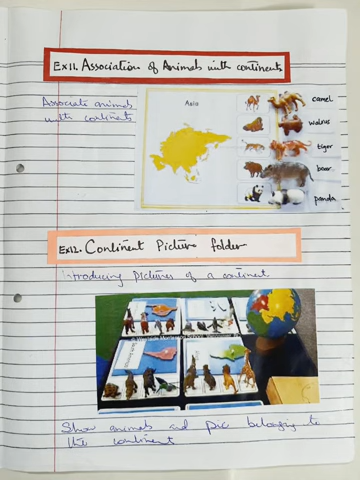 Ex11. Association of Animals with continents
Associate animals
with continents
Asia
camel
walrus
tiger
bear
panda
Ex12. Continent Picture folder
Introducing pictures of a continent
Show animals and pics belonging to
the continent